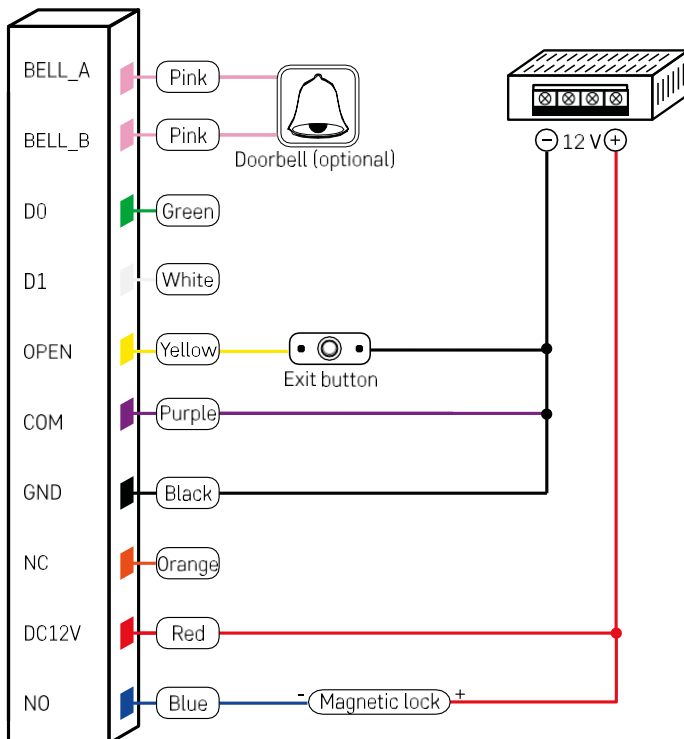 BELL_A
Pink
BELL_B
Pink
Doorbell (optional)
- 12 V +
D0
Green
D1
White
OPEN
Yellow
Exit button
COM
Purple
GND
Black
NC
Orange
DC12V
Red
NO
Blue
- Magnetic lock +